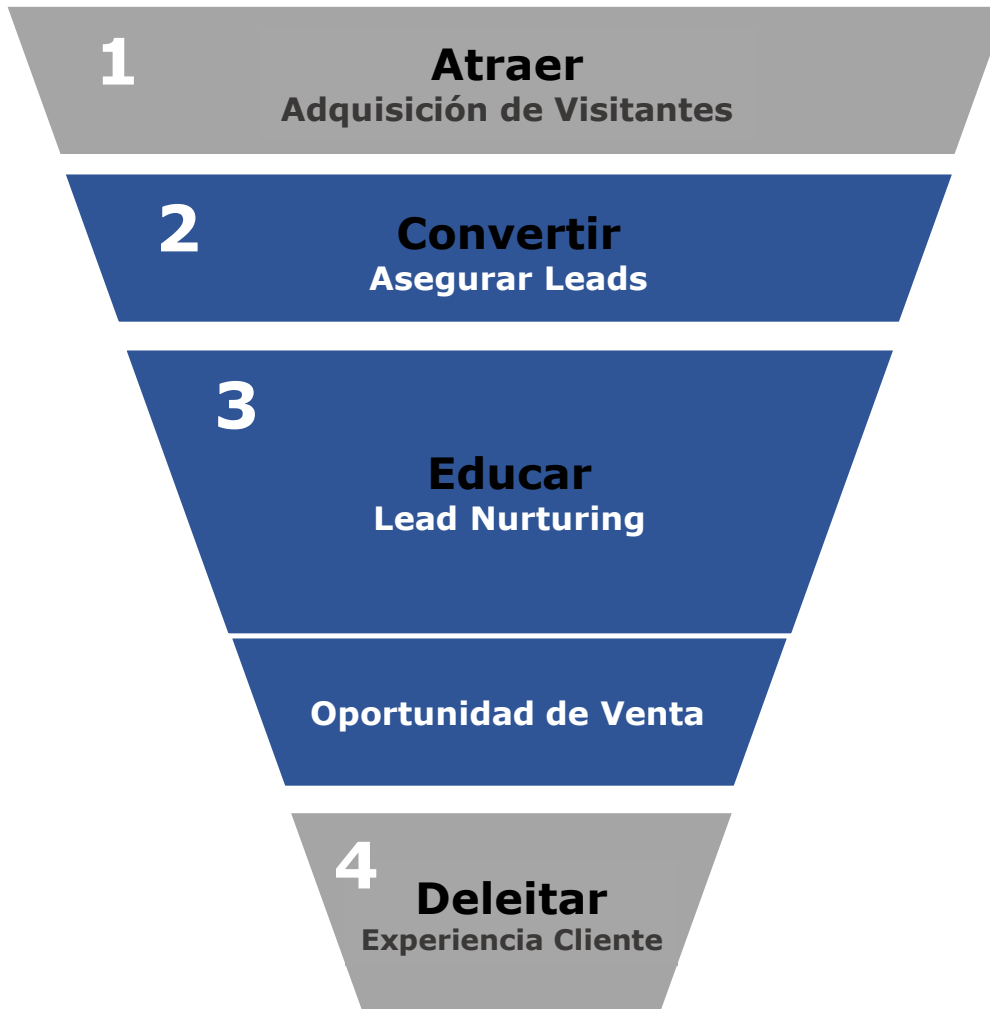 1
Atraer
Adquisición de Visitantes
2
Convertir
Asegurar Leads
3
Educar
Lead Nurturing
Oportunidad de Venta
4
Deleitar
Experiencia Cliente